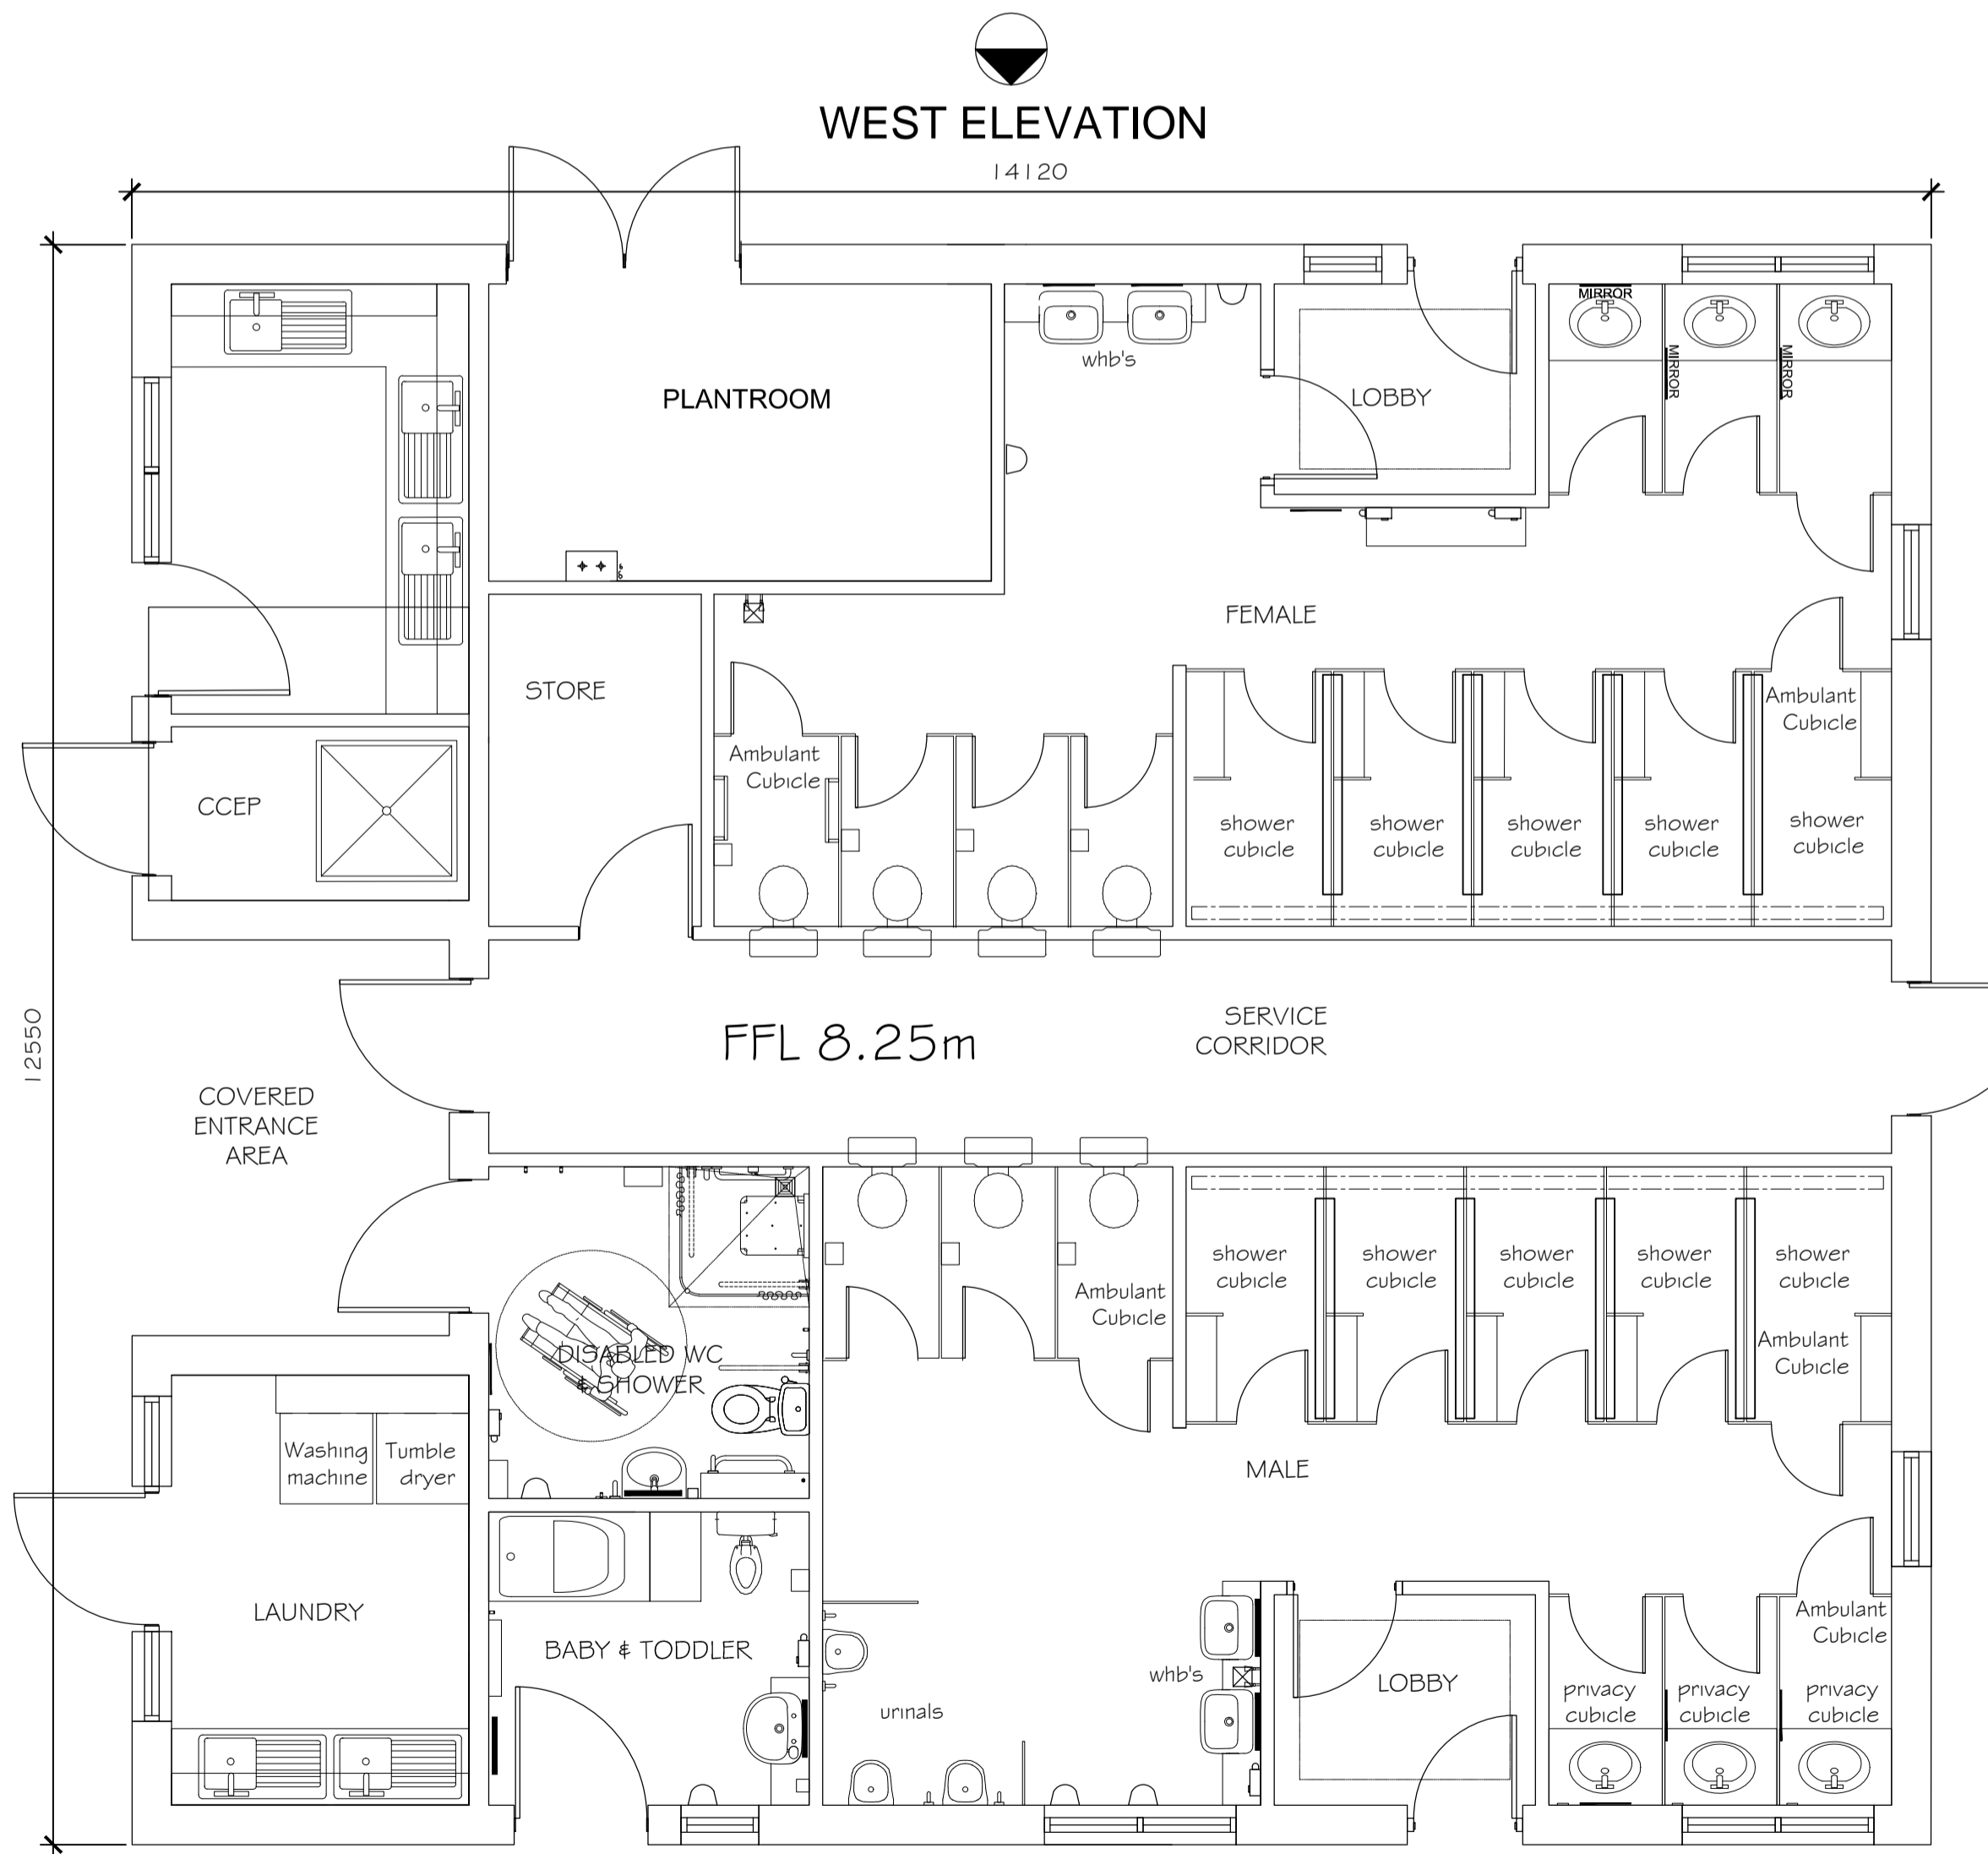 WEST ELEVATION
14120
MIRROR
MIRROR
MIRROR
whb's
PLANTROOM
LOBBY
FEMALE
STORE
Ambulant
Cubicle
Ambulant
Cubicle
CCEP
shower
cubicle
shower
cubicle
shower
cubicle
shower
cubicle
shower
cubicle
12550
FFL 8.25m
SERVICE
CORRIDOR
COVERED
ENTRANCE
AREA
shower
cubicle
shower
cubicle
shower
cubicle
shower
cubicle
shower
cubicle
Ambulant
Cubicle
Ambulant
Cubicle
DISABLED WC
& SHOWER
Washing
machine
Tumble
dryer
MALE
LAUNDRY
BABY & TODDLER
Ambulant
Cubicle
whb's
LOBBY
urinals
privacy
cubicle
privacy
cubicle
privacy
cubicle